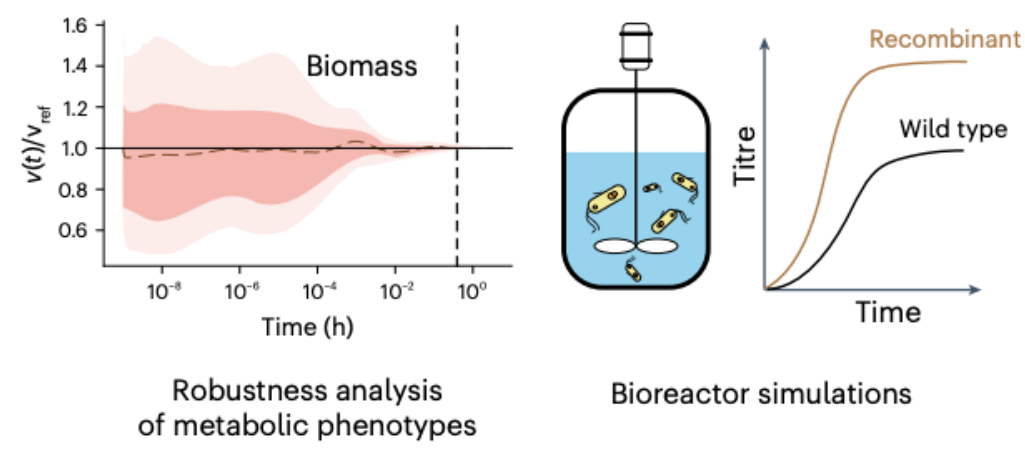 1.6
1.4
1.2
1.0
0.8
0.6
v(t)/v_ref
Biomass
10⁻⁸ 10⁻⁶ 10⁻⁴ 10⁻² 10⁰
Time (h)
Robustness analysis
of metabolic phenotypes
Recombinant
Wild type
Titre
Time
Bioreactor simulations